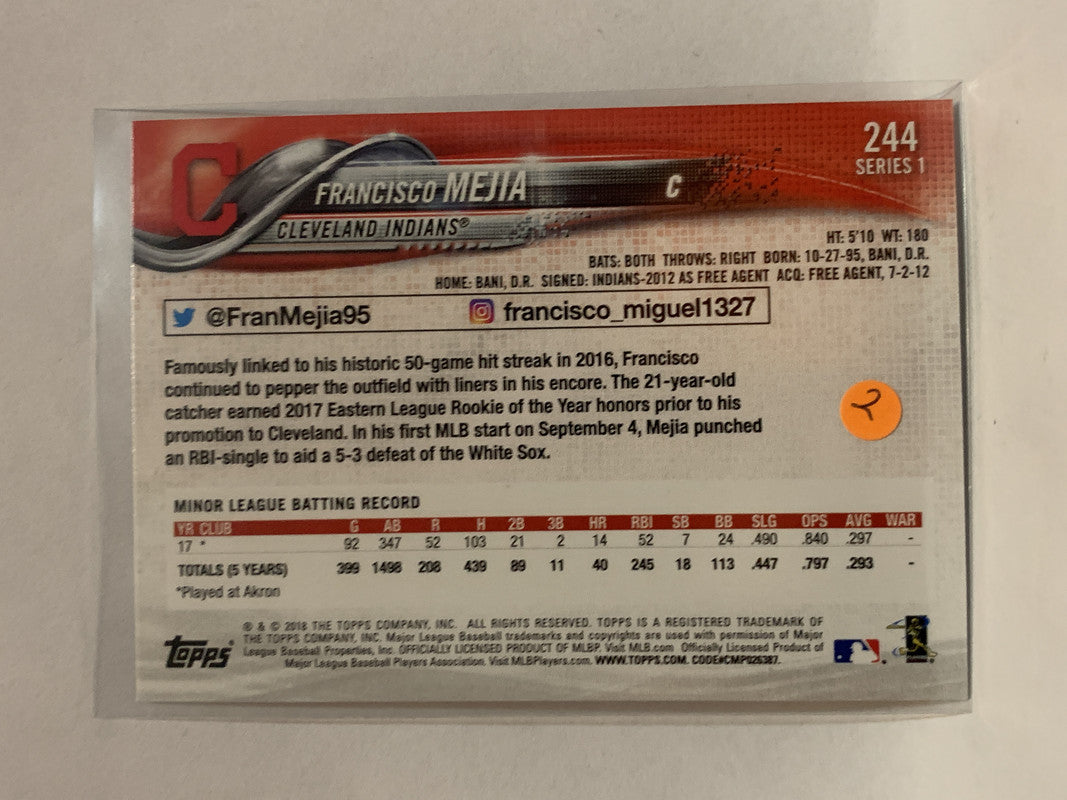 244
SERIES 1
C
FRANCISCO MEJIA C
CLEVELAND INDIANS®
HT: 5'10 WT: 180
BATS: BOTH THROWS: RIGHT BORN: 10-27-95, BANI, D.R.
HOME: BANI, D.R. SIGNED: INDIANS-2012 AS FREE AGENT ACQ: FREE AGENT, 7-2-12
@FranMejia95 francisco_miguel1327
Famously linked to his historic 50-game hit streak in 2016, Francisco
continued to pepper the outfield with liners in his encore. The 21-year-old
catcher earned 2017 Eastern League Rookie of the Year honors prior to his
promotion to Cleveland. In his first MLB start on September 4, Mejia punched
an RBI-single to aid a 5-3 defeat of the White Sox.
2
MINOR LEAGUE BATTING RECORD
YR CLUB G AB R H 2B 3B HR RBI SB BB SLG OPS AVG WAR
17 * 92 347 52 103 21 2 14 52 7 24 .490 .840 .297 -
TOTALS (5 YEARS) 399 1498 208 439 89 11 40 245 18 113 .447 .797 .293 -
*Played at Akron
® & © 2018 THE TOPPS COMPANY, INC. ALL RIGHTS RESERVED. TOPPS IS A REGISTERED TRADEMARK OF
THE TOPPS COMPANY, INC. Major League Baseball trademarks and copyrights are used with permission of Major
League Baseball Properties, Inc. OFFICIALLY LICENSED PRODUCT OF MLBP. Visit MLB.com Officially Licensed Product of
Major League Baseball Players Association. Visit MLBPlayers.com. WWW.TOPPS.COM. CODE#CMP026387.
Topps®